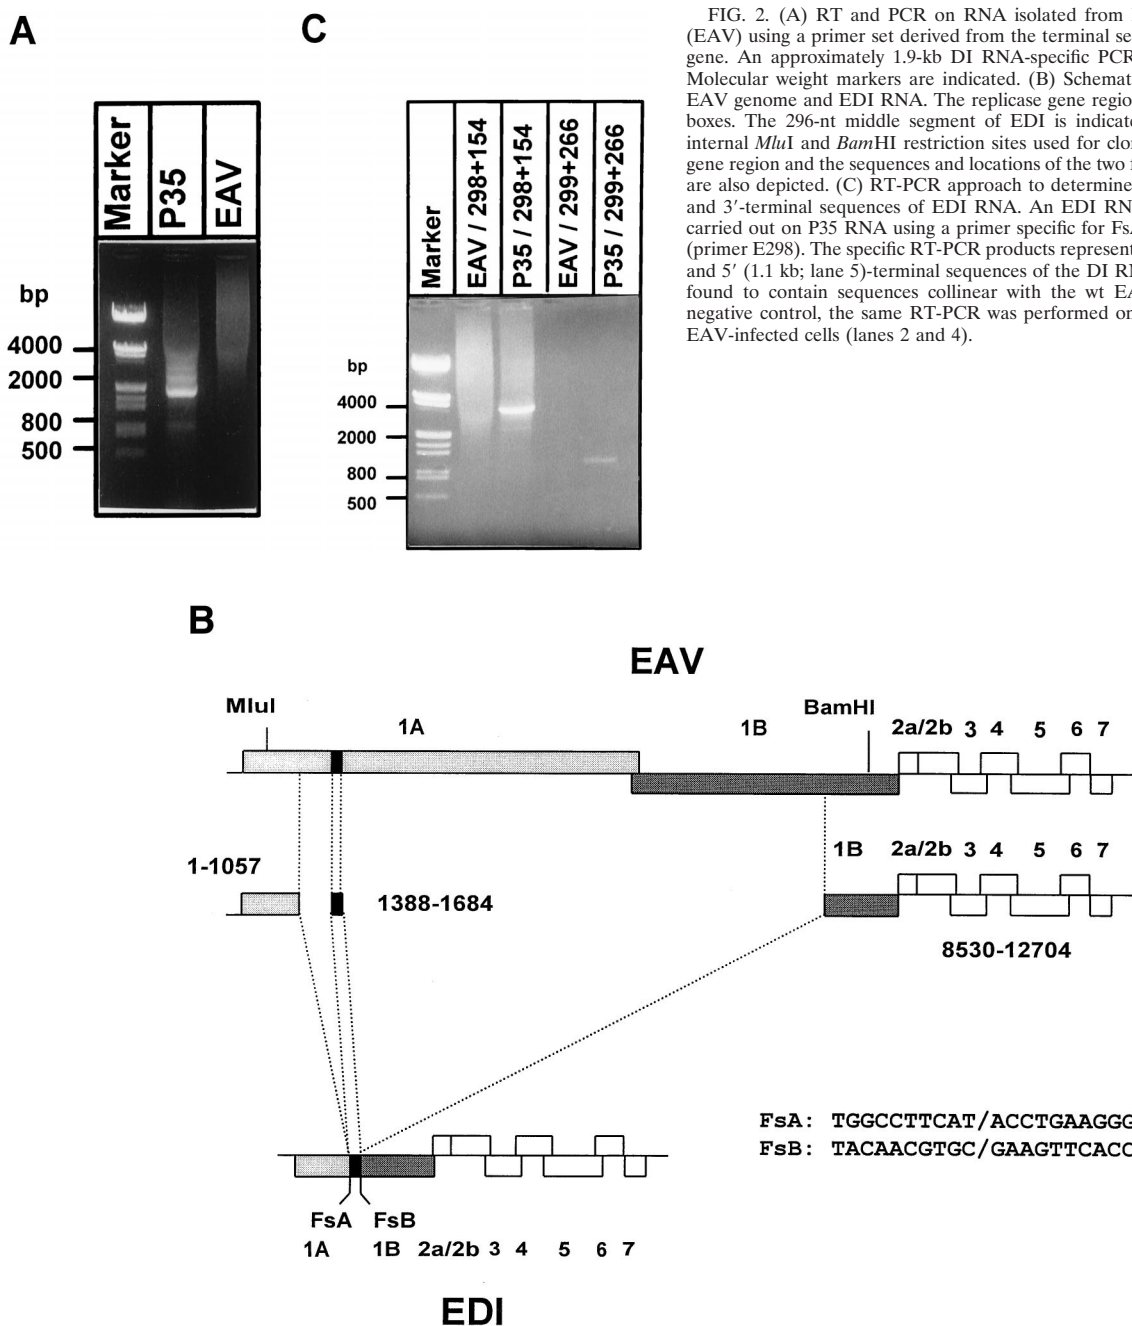 A
C
FIG. 2. (A) RT and PCR on RNA isolated from
(EAV) using a primer set derived from the terminal se
gene. An approximately 1.9-kb DI RNA-specific PCR
Molecular weight markers are indicated. (B) Schemat
EAV genome and EDI RNA. The replicase gene region
boxes. The 296-nt middle segment of EDI is indicate
internal MluI and BamHI restriction sites used for clon
gene region and the sequences and locations of the two
are also depicted. (C) RT-PCR approach to determine
and 3′-terminal sequences of EDI RNA. An EDI RN
carried out on P35 RNA using a primer specific for FsA
(primer E298). The specific RT-PCR products represent
and 5′ (1.1 kb; lane 5)-terminal sequences of the DI RN
found to contain sequences collinear with the wt EA
negative control, the same RT-PCR was performed on
EAV-infected cells (lanes 2 and 4).
Marker
P35
EAV
bp
4000
2000
800
500
Marker
EAV / 298+154
P35 / 298+154
EAV / 299+266
P35 / 299+266
bp
4000
2000
800
500
B
EAV
MluI
1A
1B
BamHI
2a/2b 3 4 5 6 7
1-1057
1388-1684
1B 2a/2b 3 4 5 6 7
8530-12704
FsA: TGGCCTTCAT/ACCTGAAGGG
FsB: TACAACGTGC/GAAGTTCACC
FsA FsB
1A 1B 2a/2b 3 4 5 6 7
EDI